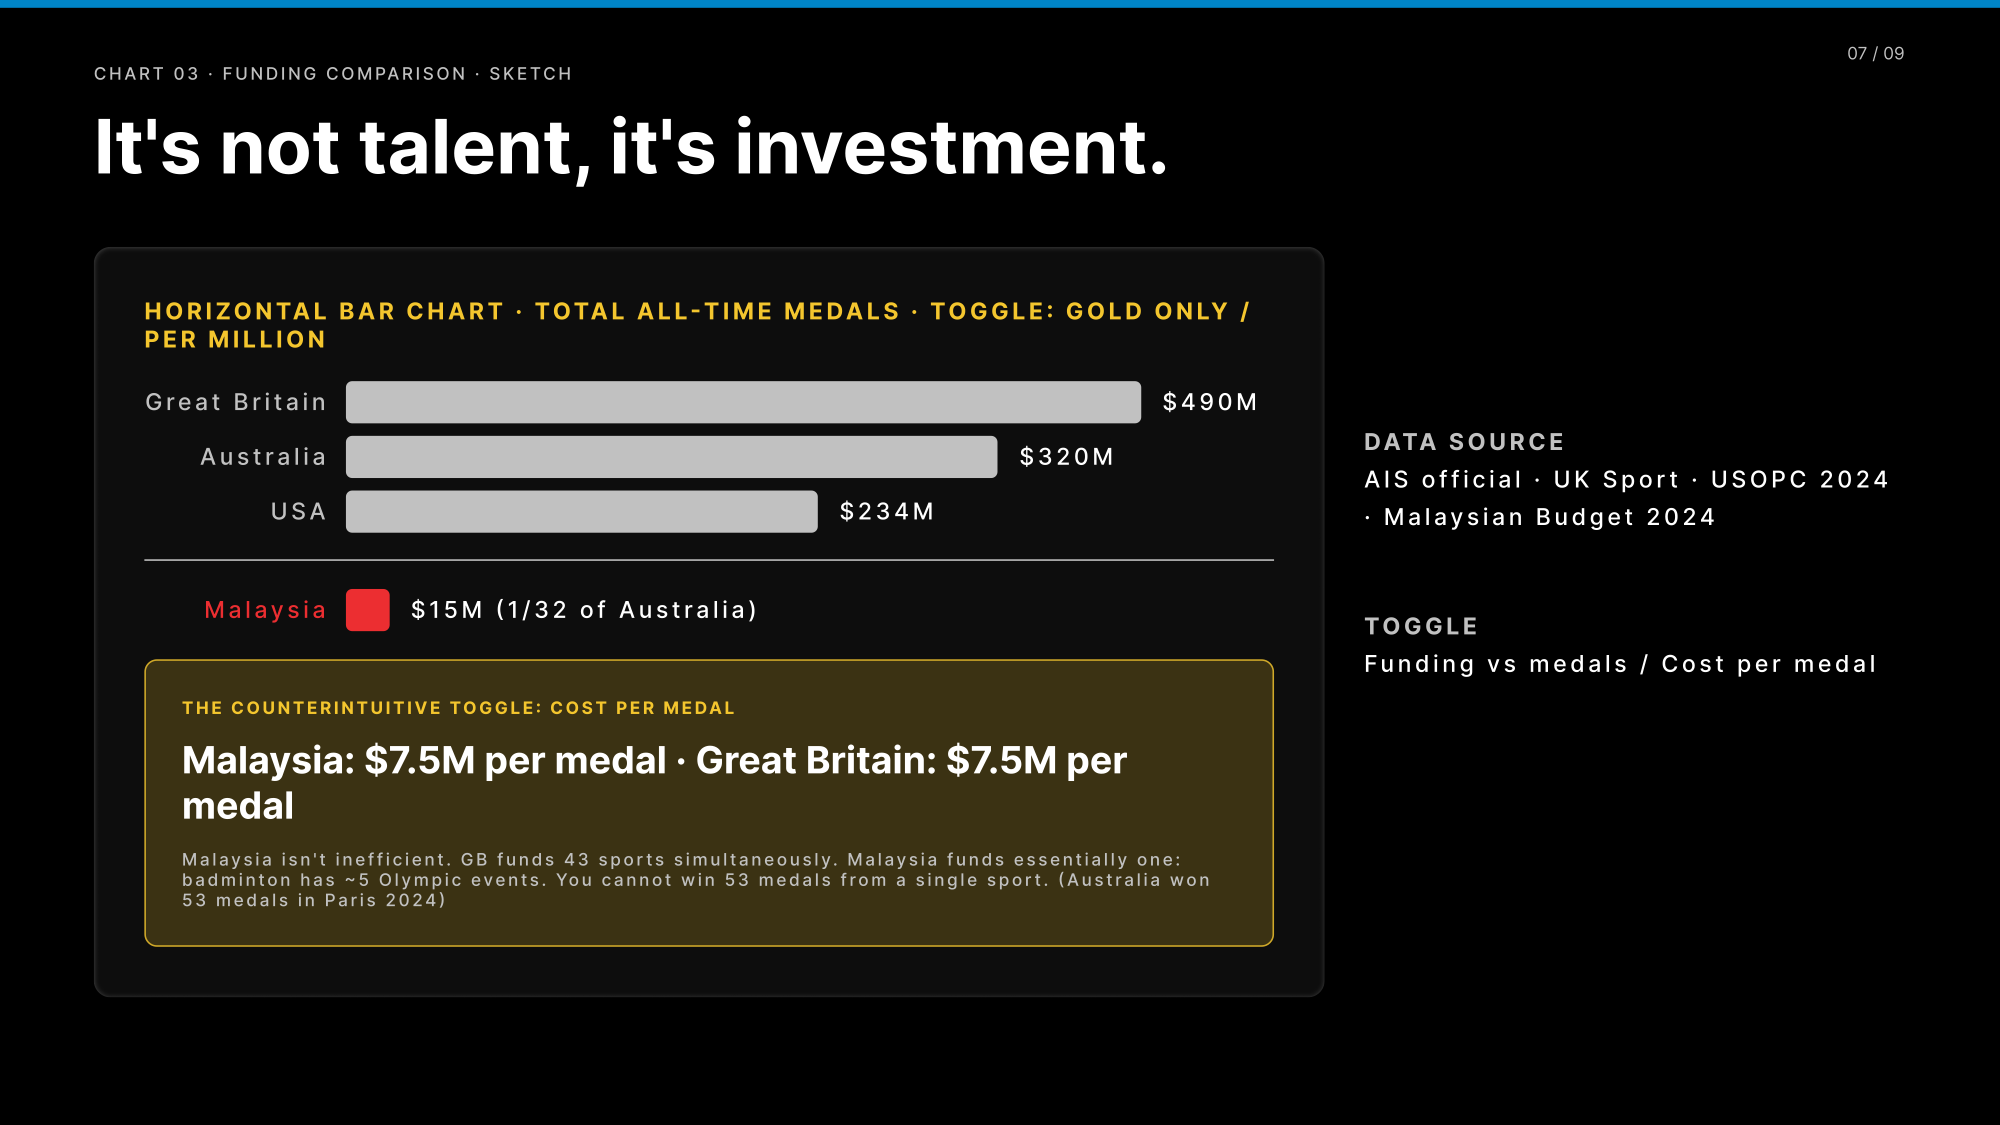 CHART 03 · FUNDING COMPARISON · SKETCH
07 / 09
It's not talent, it's investment.
HORIZONTAL BAR CHART · TOTAL ALL-TIME MEDALS · TOGGLE: GOLD ONLY /
PER MILLION
Great Britain $490M
Australia $320M
USA $234M
Malaysia $15M (1/32 of Australia)
THE COUNTERINTUITIVE TOGGLE: COST PER MEDAL
Malaysia: $7.5M per medal · Great Britain: $7.5M per
medal
Malaysia isn't inefficient. GB funds 43 sports simultaneously. Malaysia funds essentially one:
badminton has ~5 Olympic events. You cannot win 53 medals from a single sport. (Australia won
53 medals in Paris 2024)
DATA SOURCE
AIS official · UK Sport · USOPC 2024
· Malaysian Budget 2024
TOGGLE
Funding vs medals / Cost per medal